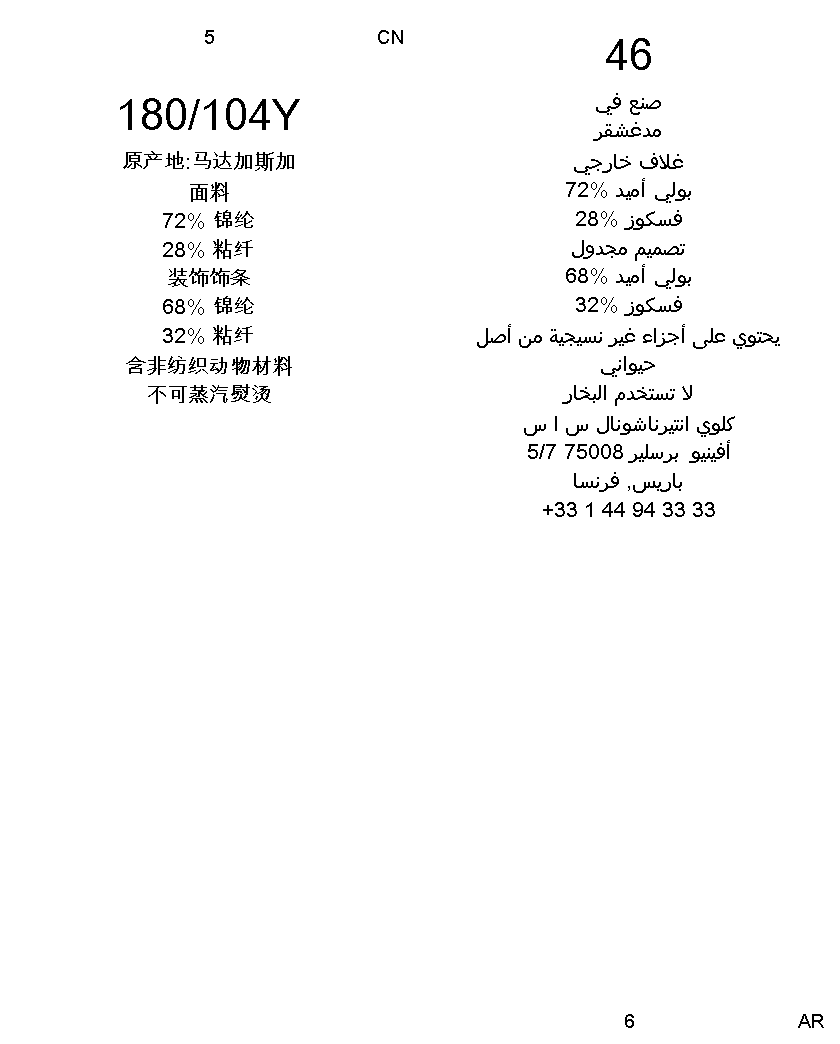 5
CN
180/104Y
原产地:马达加斯加
面料
72% 锦纶
28% 粘纤
装饰饰条
68% 锦纶
32% 粘纤
含非纺织动物材料
不可蒸汽熨烫
46
صنع في
مدغشقر
غلاف خارجي
بولي أميد %72
فسكوز %28
تصميم مجدول
بولي أميد %68
فسكوز %32
يحتوي على أجزاء غير نسيجية من أصل
حيواني
لا تستخدم البخار
كلوي انتيرناشونال س ا س
أفينيو برسلير 75008 5/7
باريس, فرنسا
+33 1 44 94 33 33
6
AR